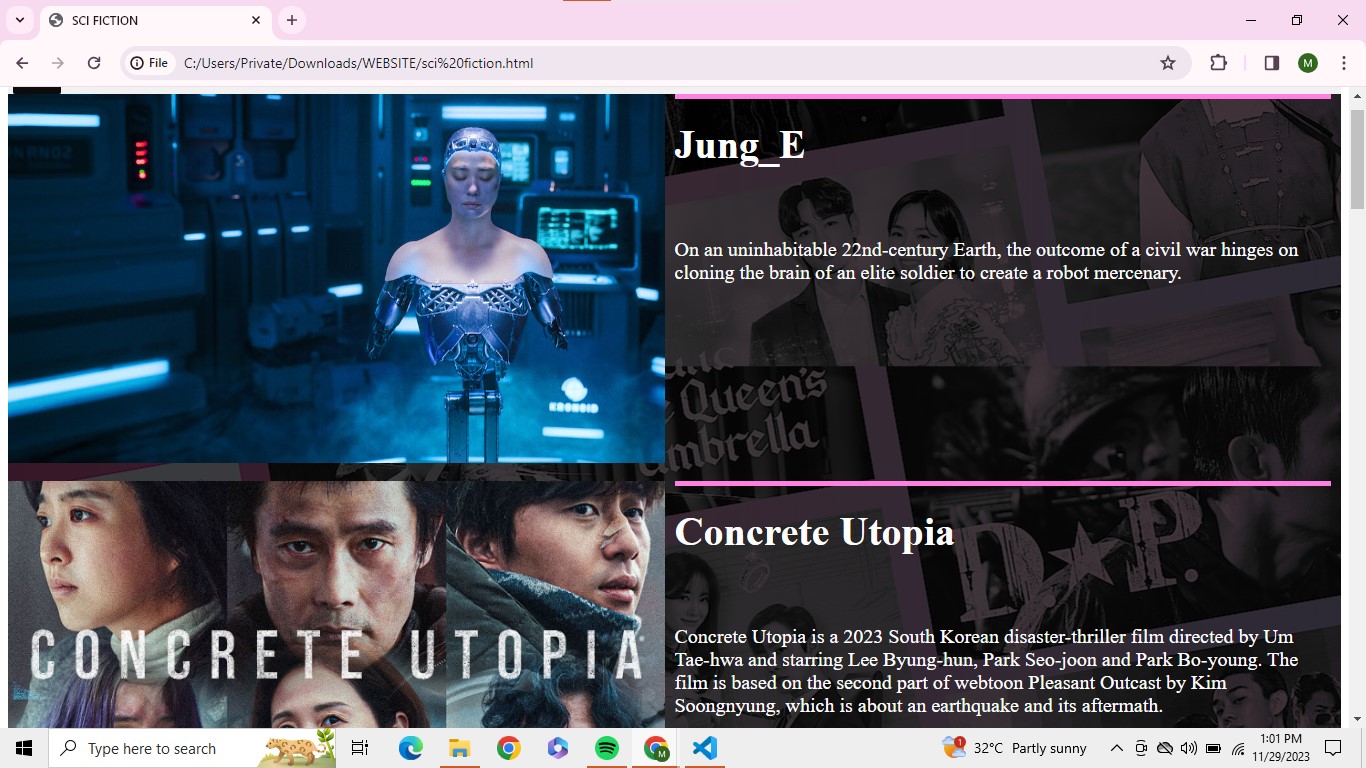 SCI FICTION
File
C:/Users/Private/Downloads/WEBSITE/sci%20fiction.html
M
Jung_E
On an uninhabitable 22nd-century Earth, the outcome of a civil war hinges on
cloning the brain of an elite soldier to create a robot mercenary.
KRONOID
Queen's
Umbrella
Concrete Utopia
D★P.
CONCRETE UTOPIA
Concrete Utopia is a 2023 South Korean disaster-thriller film directed by Um
Tae-hwa and starring Lee Byung-hun, Park Seo-joon and Park Bo-young. The
film is based on the second part of webtoon Pleasant Outcast by Kim
Soongnyung, which is about an earthquake and its aftermath.
Type here to search
M
1
32°C Partly sunny
1:01 PM
11/29/2023